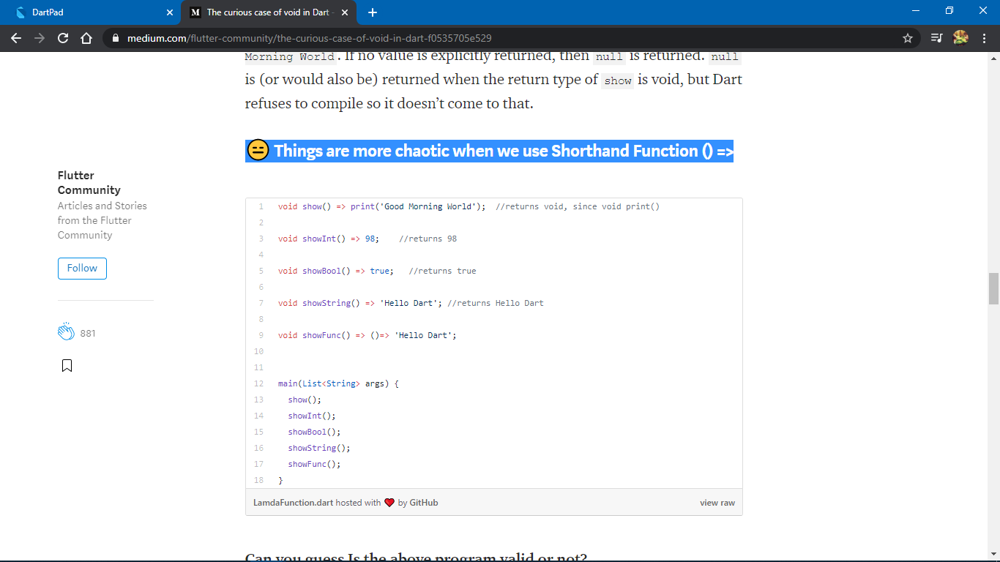 DartPad
M The curious case of void in Dart -
medium.com/flutter-community/the-curious-case-of-void-in-dart-f0535705e529
Morning World. If no value is explicitly returned, then null is returned. null
is (or would also be) returned when the return type of show is void, but Dart
refuses to compile so it doesn’t come to that.
😑 Things are more chaotic when we use Shorthand Function () =>
Flutter
Community
Articles and Stories
from the Flutter
Community
Follow
881
1 void show() => print('Good Morning World'); //returns void, since void print()
2
3 void showInt() => 98; //returns 98
4
5 void showBool() => true; //returns true
6
7 void showString() => 'Hello Dart'; //returns Hello Dart
8
9 void showFunc() => ()=> 'Hello Dart';
10
11
12 main(List<String> args) {
13 show();
14 showInt();
15 showBool();
16 showString();
17 showFunc();
18 }
LamdaFunction.dart hosted with ❤ by GitHub view raw
Can you guess Is the above program valid or not?